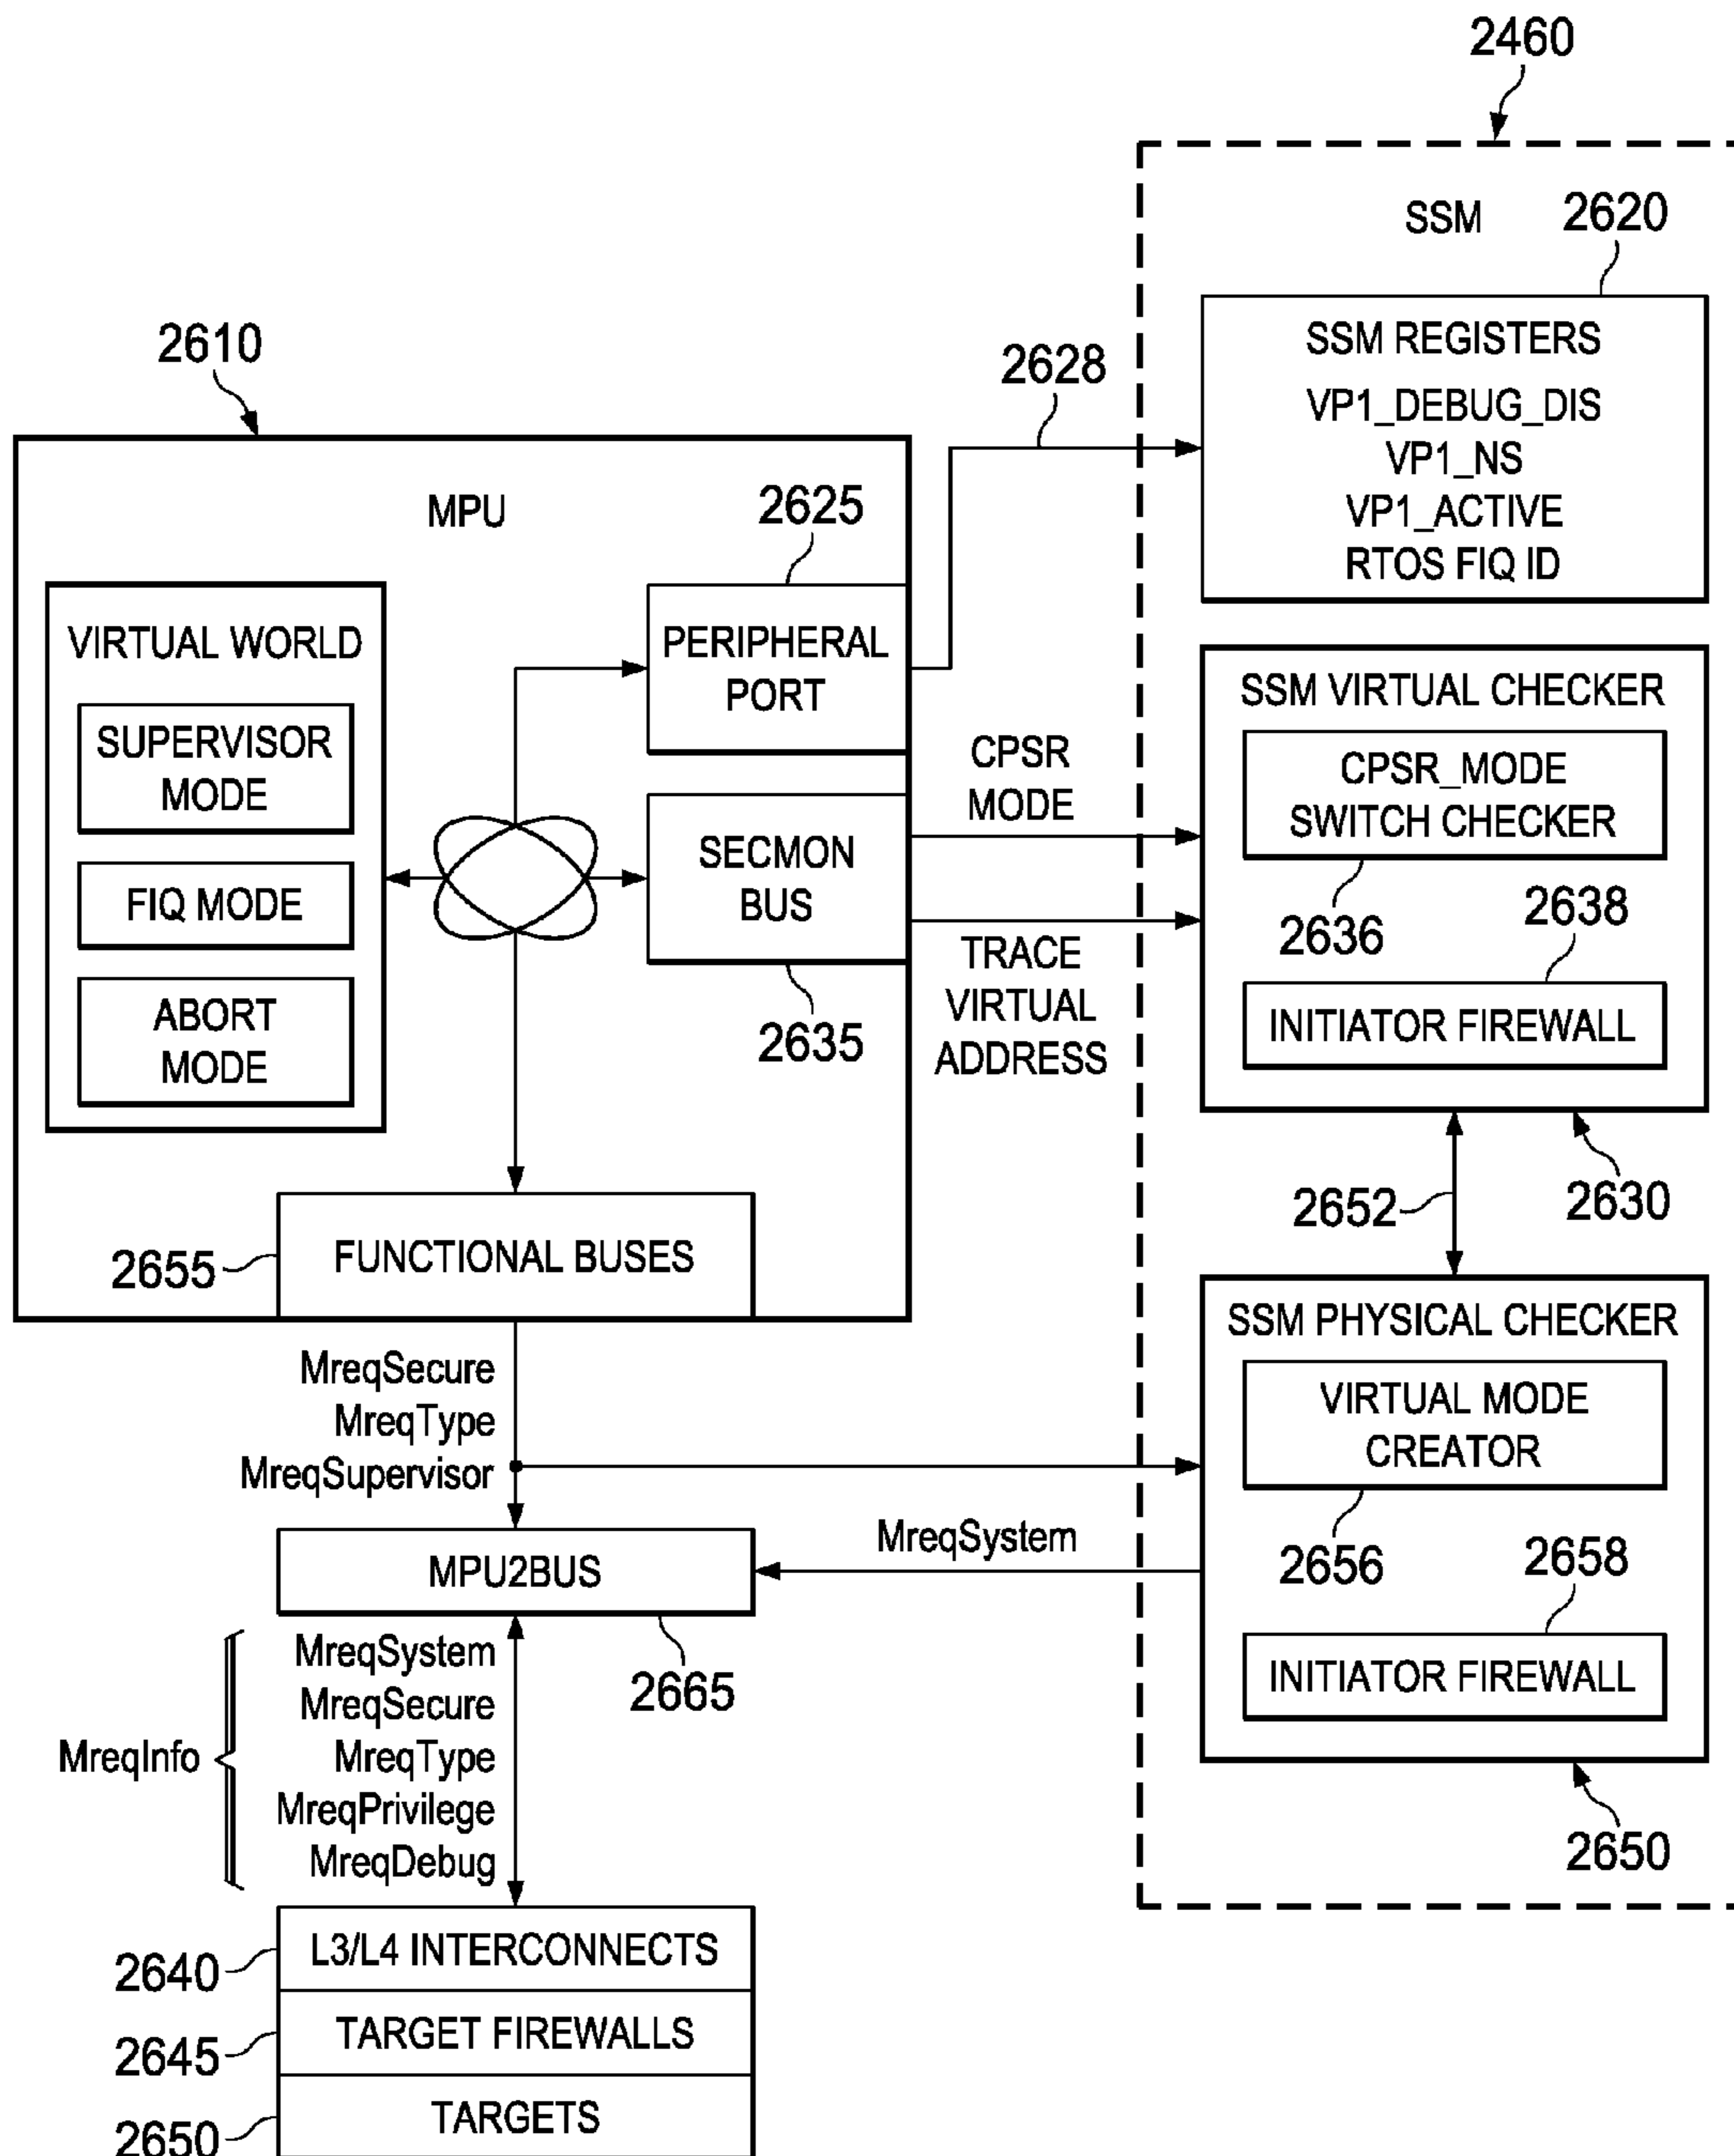 2460
SSM
2620
SSM REGISTERS
VP1_DEBUG_DIS
VP1_NS
VP1_ACTIVE
RTOS FIQ ID
2610
2628
MPU
2625
PERIPHERAL
PORT
VIRTUAL WORLD
SUPERVISOR
MODE
FIQ MODE
ABORT
MODE
SECMON
BUS
2635
CPSR
MODE
TRACE
VIRTUAL
ADDRESS
SSM VIRTUAL CHECKER
CPSR_MODE
SWITCH CHECKER
2636
2638
INITIATOR FIREWALL
2652
2630
2655
FUNCTIONAL BUSES
SSM PHYSICAL CHECKER
VIRTUAL MODE
CREATOR
2656
2658
INITIATOR FIREWALL
2650
MreqSecure
MreqType
MreqSupervisor
MreqSystem
MPU2BUS
2665
MreqInfo
MreqSystem
MreqSecure
MreqType
MreqPrivilege
MreqDebug
2640
L3/L4 INTERCONNECTS
2645
TARGET FIREWALLS
2650
TARGETS